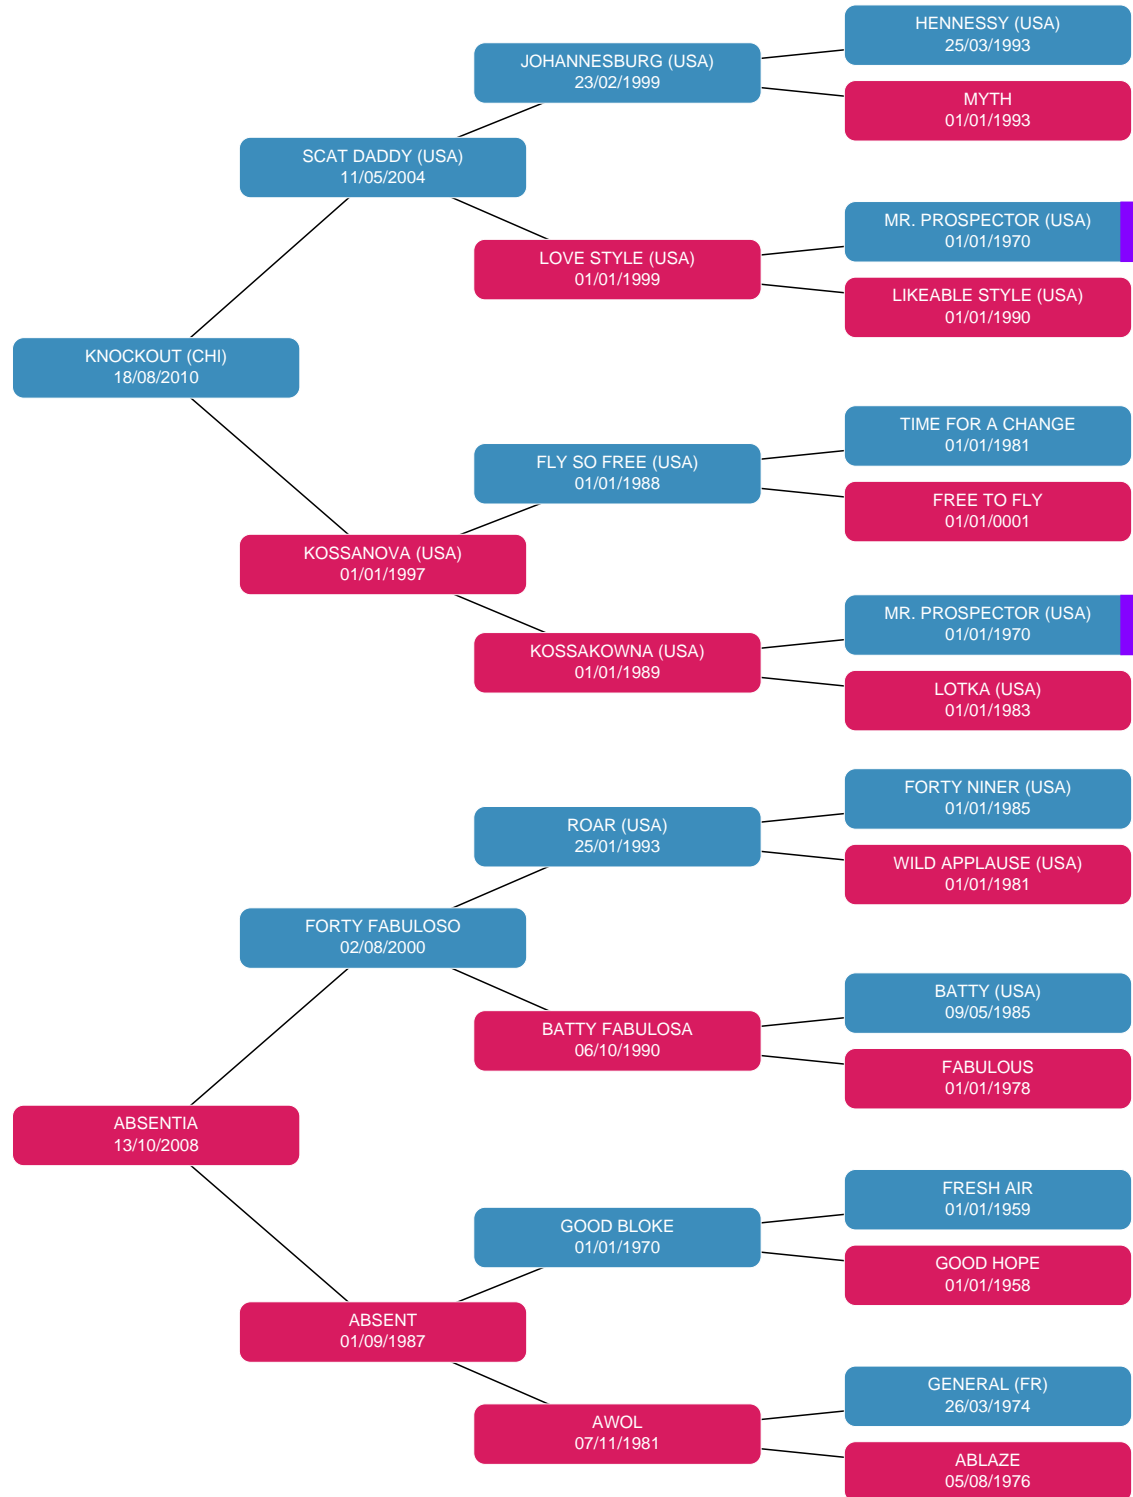 HENNESSY (USA)
25/03/1993
JOHANNESBURG (USA)
23/02/1999
MYTH
01/01/1993
SCAT DADDY (USA)
11/05/2004
MR. PROSPECTOR (USA)
01/01/1970
LOVE STYLE (USA)
01/01/1999
LIKEABLE STYLE (USA)
01/01/1990
KNOCKOUT (CHI)
18/08/2010
TIME FOR A CHANGE
01/01/1981
FLY SO FREE (USA)
01/01/1988
FREE TO FLY
01/01/0001
KOSSANOVA (USA)
01/01/1997
MR. PROSPECTOR (USA)
01/01/1970
KOSSAKOWNA (USA)
01/01/1989
LOTKA (USA)
01/01/1983
FORTY NINER (USA)
01/01/1985
ROAR (USA)
25/01/1993
WILD APPLAUSE (USA)
01/01/1981
FORTY FABULOSO
02/08/2000
BATTY (USA)
09/05/1985
BATTY FABULOSA
06/10/1990
FABULOUS
01/01/1978
ABSENTIA
13/10/2008
FRESH AIR
01/01/1959
GOOD BLOKE
01/01/1970
GOOD HOPE
01/01/1958
ABSENT
01/09/1987
GENERAL (FR)
26/03/1974
AWOL
07/11/1981
ABLAZE
05/08/1976